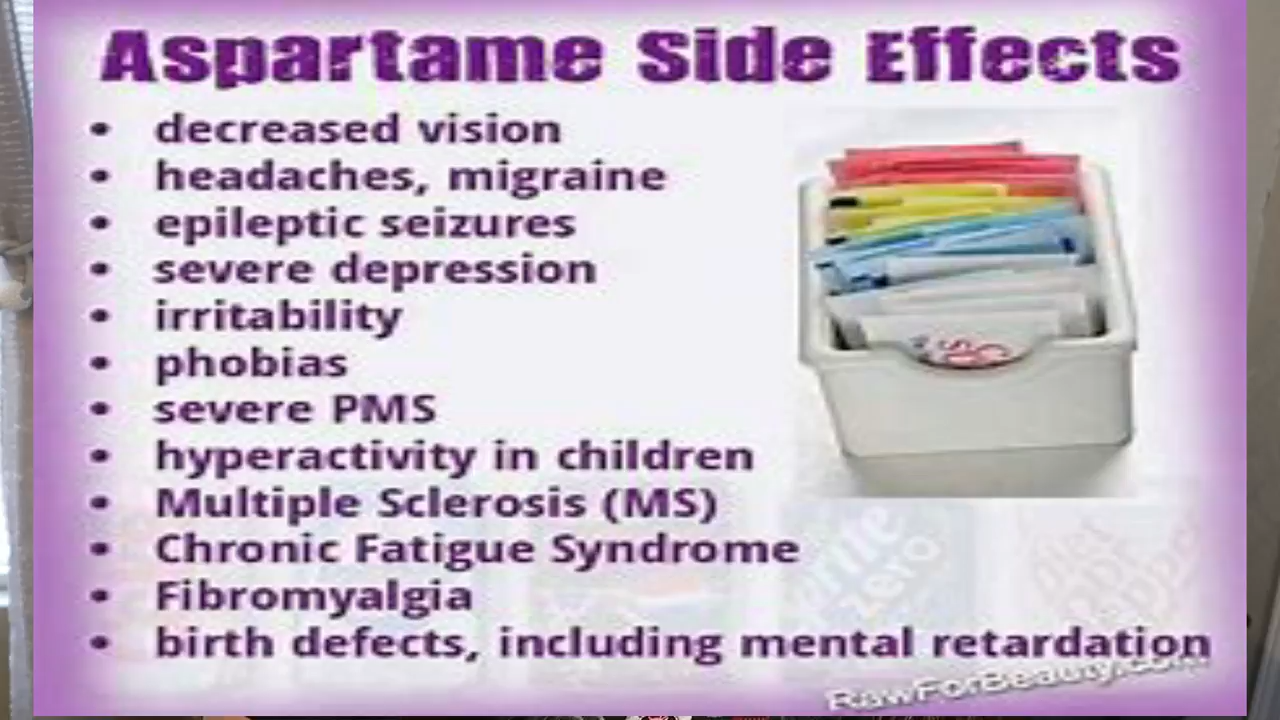 Aspartame Side Effects
• decreased vision
• headaches, migraine
• epileptic seizures
• severe depression
• irritability
• phobias
• severe PMS
• hyperactivity in children
• Multiple Sclerosis (MS)
• Chronic Fatigue Syndrome
• Fibromyalgia
• birth defects, including mental retardation
RawForBeauty.com